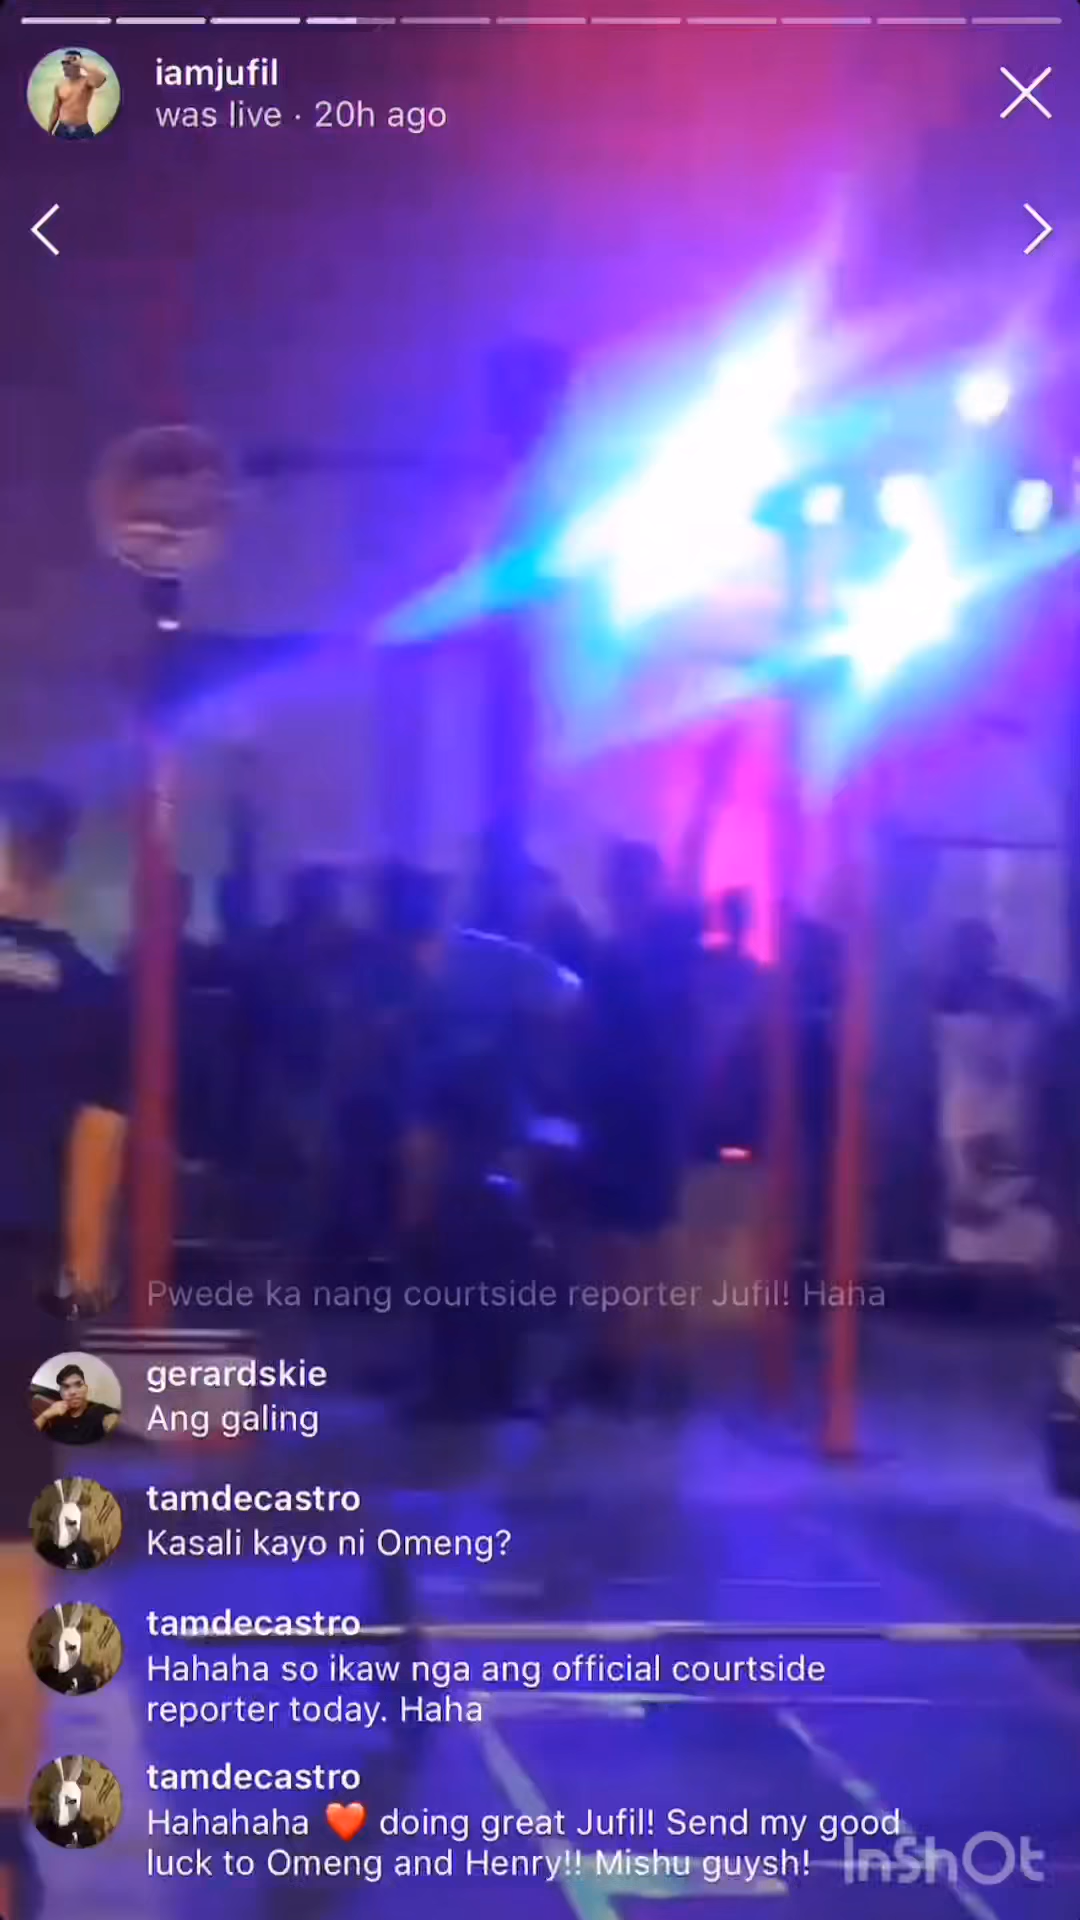 iamjufil
was live · 20h ago
Pwede ka nang courtside reporter Jufil! Haha
gerardskie
Ang galing
tamdecastro
Kasali kayo ni Omeng?
tamdecastro
Hahaha so ikaw nga ang official courtside
reporter today. Haha
tamdecastro
Hahahaha ❤️ doing great Jufil! Send my good
luck to Omeng and Henry!! Mishu guysh!
InShOt